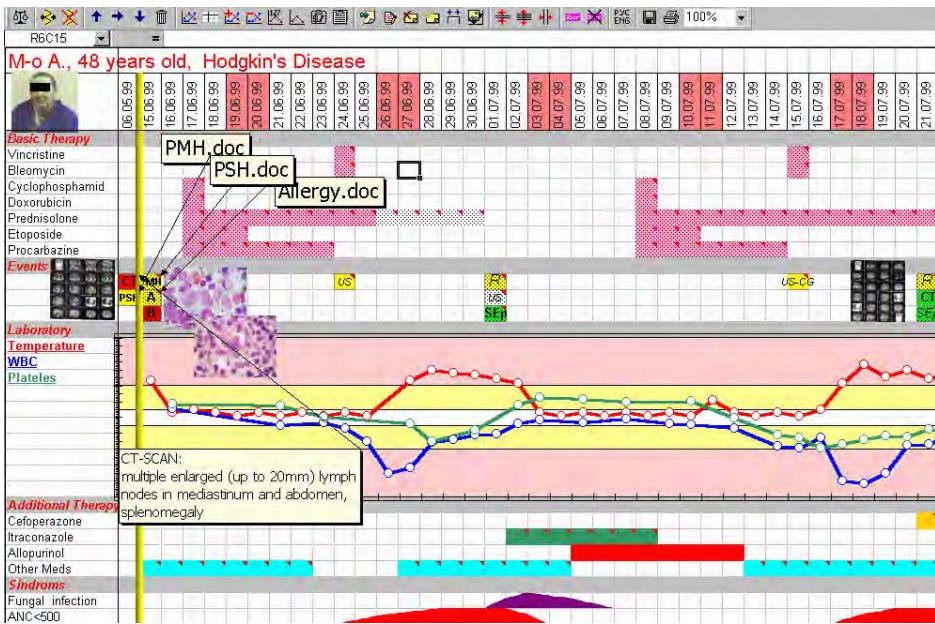 РУС ENG 100%
R6C15 =
M-o A., 48 years old, Hodgkin's Disease
06.05.99 15.06.99 16.06.99 17.06.99 18.06.99 19.06.99 20.06.99 21.06.99 22.06.99 23.06.99 24.06.99 25.06.99 26.06.99 27.06.99 28.06.99 29.06.99 30.06.99 01.07.99 02.07.99 03.07.99 04.07.99 05.07.99 06.07.99 07.07.99 08.07.99 09.07.99 10.07.99 11.07.99 12.07.99 13.07.99 14.07.99 15.07.99 16.07.99 17.07.99 18.07.99 19.07.99 20.07.99
Basic Therapy
PMH.doc
Vincristine
Bleomycin
PSH.doc
Cyclophosphamid
Allergy.doc
Doxorubicin
Prednisolone
Etoposide
Procarbazine
Events
CT MH US US-CG
PSH A US CT
B SEp
Laboratory
Temperature
WBC
Plateles
CT-SCAN:
multiple enlarged (up to 20mm) lymph
nodes in mediastinum and abdomen,
splenomegaly
Additional Therapy
Cefoperazone
Itraconazole
Allopurinol
Other Meds
Sindroms
Fungal infection
ANC<500